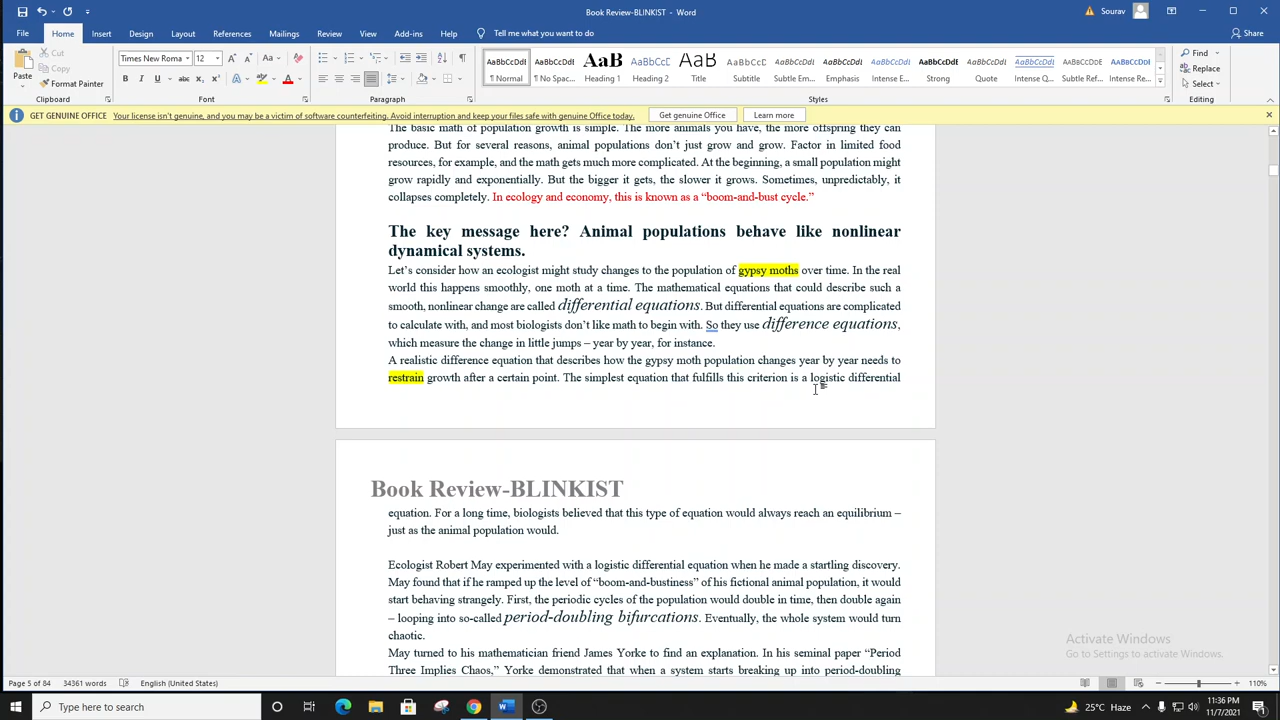 Book Review-BLINKIST - Word
Sourav
File Home Insert Draw Design Layout References Mailings Review View Add-ins Help Tell me what you want to do Share
Paste
Cut
Copy
Format Painter
Clipboard
Times New Roma 12
Font
Paragraph
AaBbCcDdI ¶ Normal
AaBbCcDdI ¶ No Spac...
AaB Heading 1
AaBbCcDd Heading 2
AaB Title
AaBbCcD Subtitle
AaBbCcDd Subtle Em...
AaBbCcDd Emphasis
AaBbCcDd Intense E...
AaBbCcDd Strong
AaBbCcDd Quote
AaBbCcDd Intense Q...
AABBCCDD Subtle Ref...
AABBCCDD Intense Re...
Styles
Find
Replace
Select
Editing
GET GENUINE OFFICE Your license isn't genuine, and you may be a victim of software counterfeiting. Avoid interruption and keep your files safe with genuine Office today. Get genuine Office Learn more
The basic math of population growth is simple. The more animals you have, the more offspring they can
produce. But for several reasons, animal populations don’t just grow and grow. Factor in limited food
resources, for example, and the math gets much more complicated. At the beginning, a small population might
grow rapidly and exponentially. But the bigger it gets, the slower it grows. Sometimes, unpredictably, it
collapses completely. In ecology and economy, this is known as a “boom-and-bust cycle.”
The key message here? Animal populations behave like nonlinear
dynamical systems.
Let’s consider how an ecologist might study changes to the population of gypsy moths over time. In the real
world this happens smoothly, one moth at a time. The mathematical equations that could describe such a
smooth, nonlinear change are called differential equations. But differential equations are complicated
to calculate with, and most biologists don’t like math to begin with. So they use difference equations,
which measure the change in little jumps – year by year, for instance.
A realistic difference equation that describes how the gypsy moth population changes year by year needs to
restrain growth after a certain point. The simplest equation that fulfills this criterion is a logistic differential
Book Review-BLINKIST
equation. For a long time, biologists believed that this type of equation would always reach an equilibrium –
just as the animal population would.
Ecologist Robert May experimented with a logistic differential equation when he made a startling discovery.
May found that if he ramped up the level of “boom-and-bustiness” of his fictional animal population, it would
start behaving strangely. First, the periodic cycles of the population would double in time, then double again
– looping into so-called period-doubling bifurcations. Eventually, the whole system would turn
chaotic.
May turned to his mathematician friend James Yorke to find an explanation. In his seminal paper “Period
Three Implies Chaos,” Yorke demonstrated that when a system starts breaking up into period-doubling
Activate Windows
Go to Settings to activate Windows.
Page 5 of 84 34361 words English (United States) 110%
Type here to search
25°C Haze
11:36 PM
11/7/2021